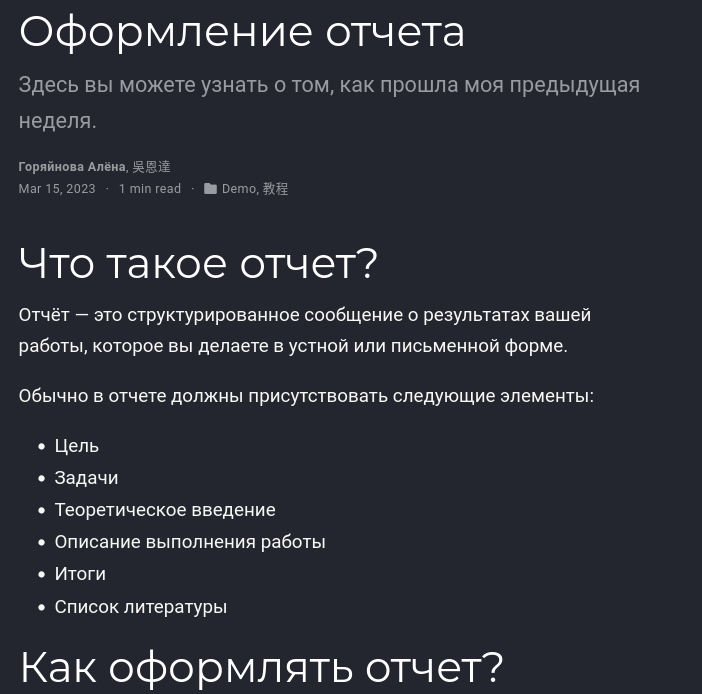 Оформление отчета
Здесь вы можете узнать о том, как прошла моя предыдущая
неделя.
Горяйнова Алёна, 吳恩達
Mar 15, 2023 · 1 min read · Demo, 教程
Что такое отчет?
Отчёт — это структурированное сообщение о результатах вашей
работы, которое вы делаете в устной или письменной форме.
Обычно в отчете должны присутствовать следующие элементы:
• Цель
• Задачи
• Теоретическое введение
• Описание выполнения работы
• Итоги
• Список литературы
Как оформлять отчет?